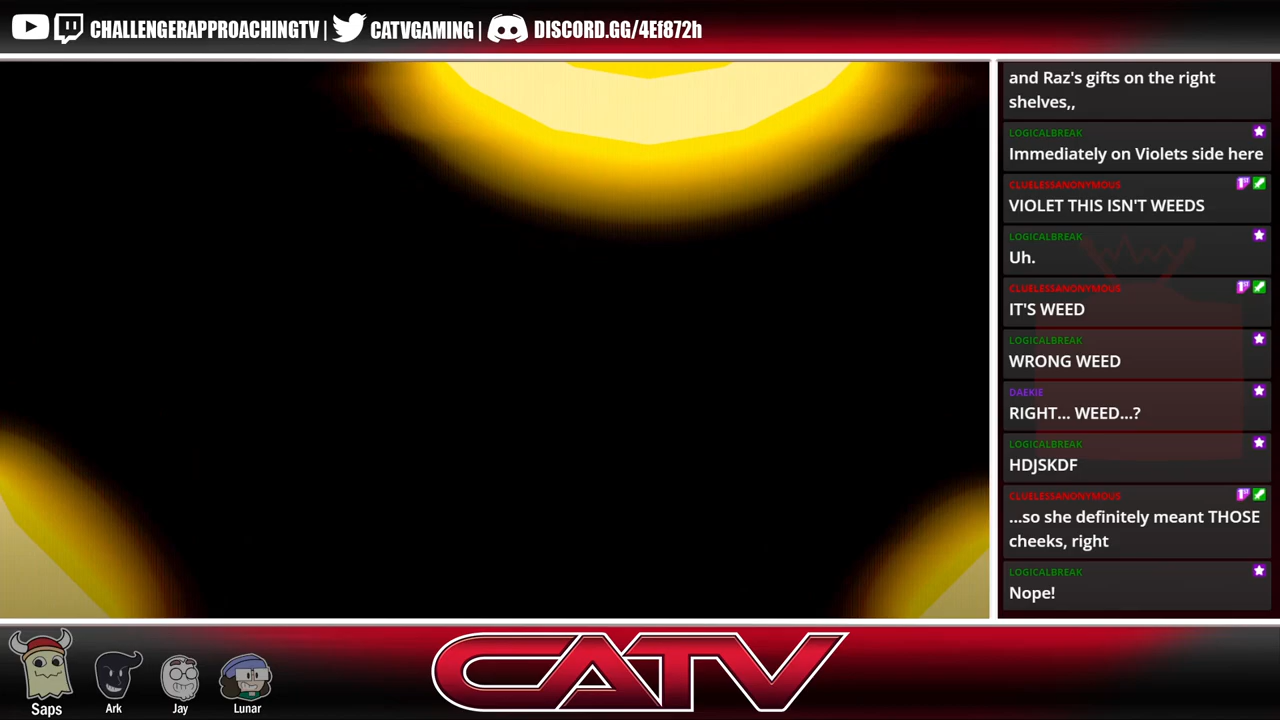 CHALLENGERAPPROACHINGTV | CATVGAMING | DISCORD.GG/4Ef872h
and Raz's gifts on the right
shelves,,
LOGICALBREAK
Immediately on Violets side here
CLUELESSANONYMOUS
VIOLET THIS ISN'T WEEDS
LOGICALBREAK
Uh.
CLUELESSANONYMOUS
IT'S WEED
LOGICALBREAK
WRONG WEED
DAEKIE
RIGHT... WEED...?
LOGICALBREAK
HDJSKDF
CLUELESSANONYMOUS
...so she definitely meant THOSE
cheeks, right
LOGICALBREAK
Nope!
Saps
Ark
Jay
Lunar
CATV